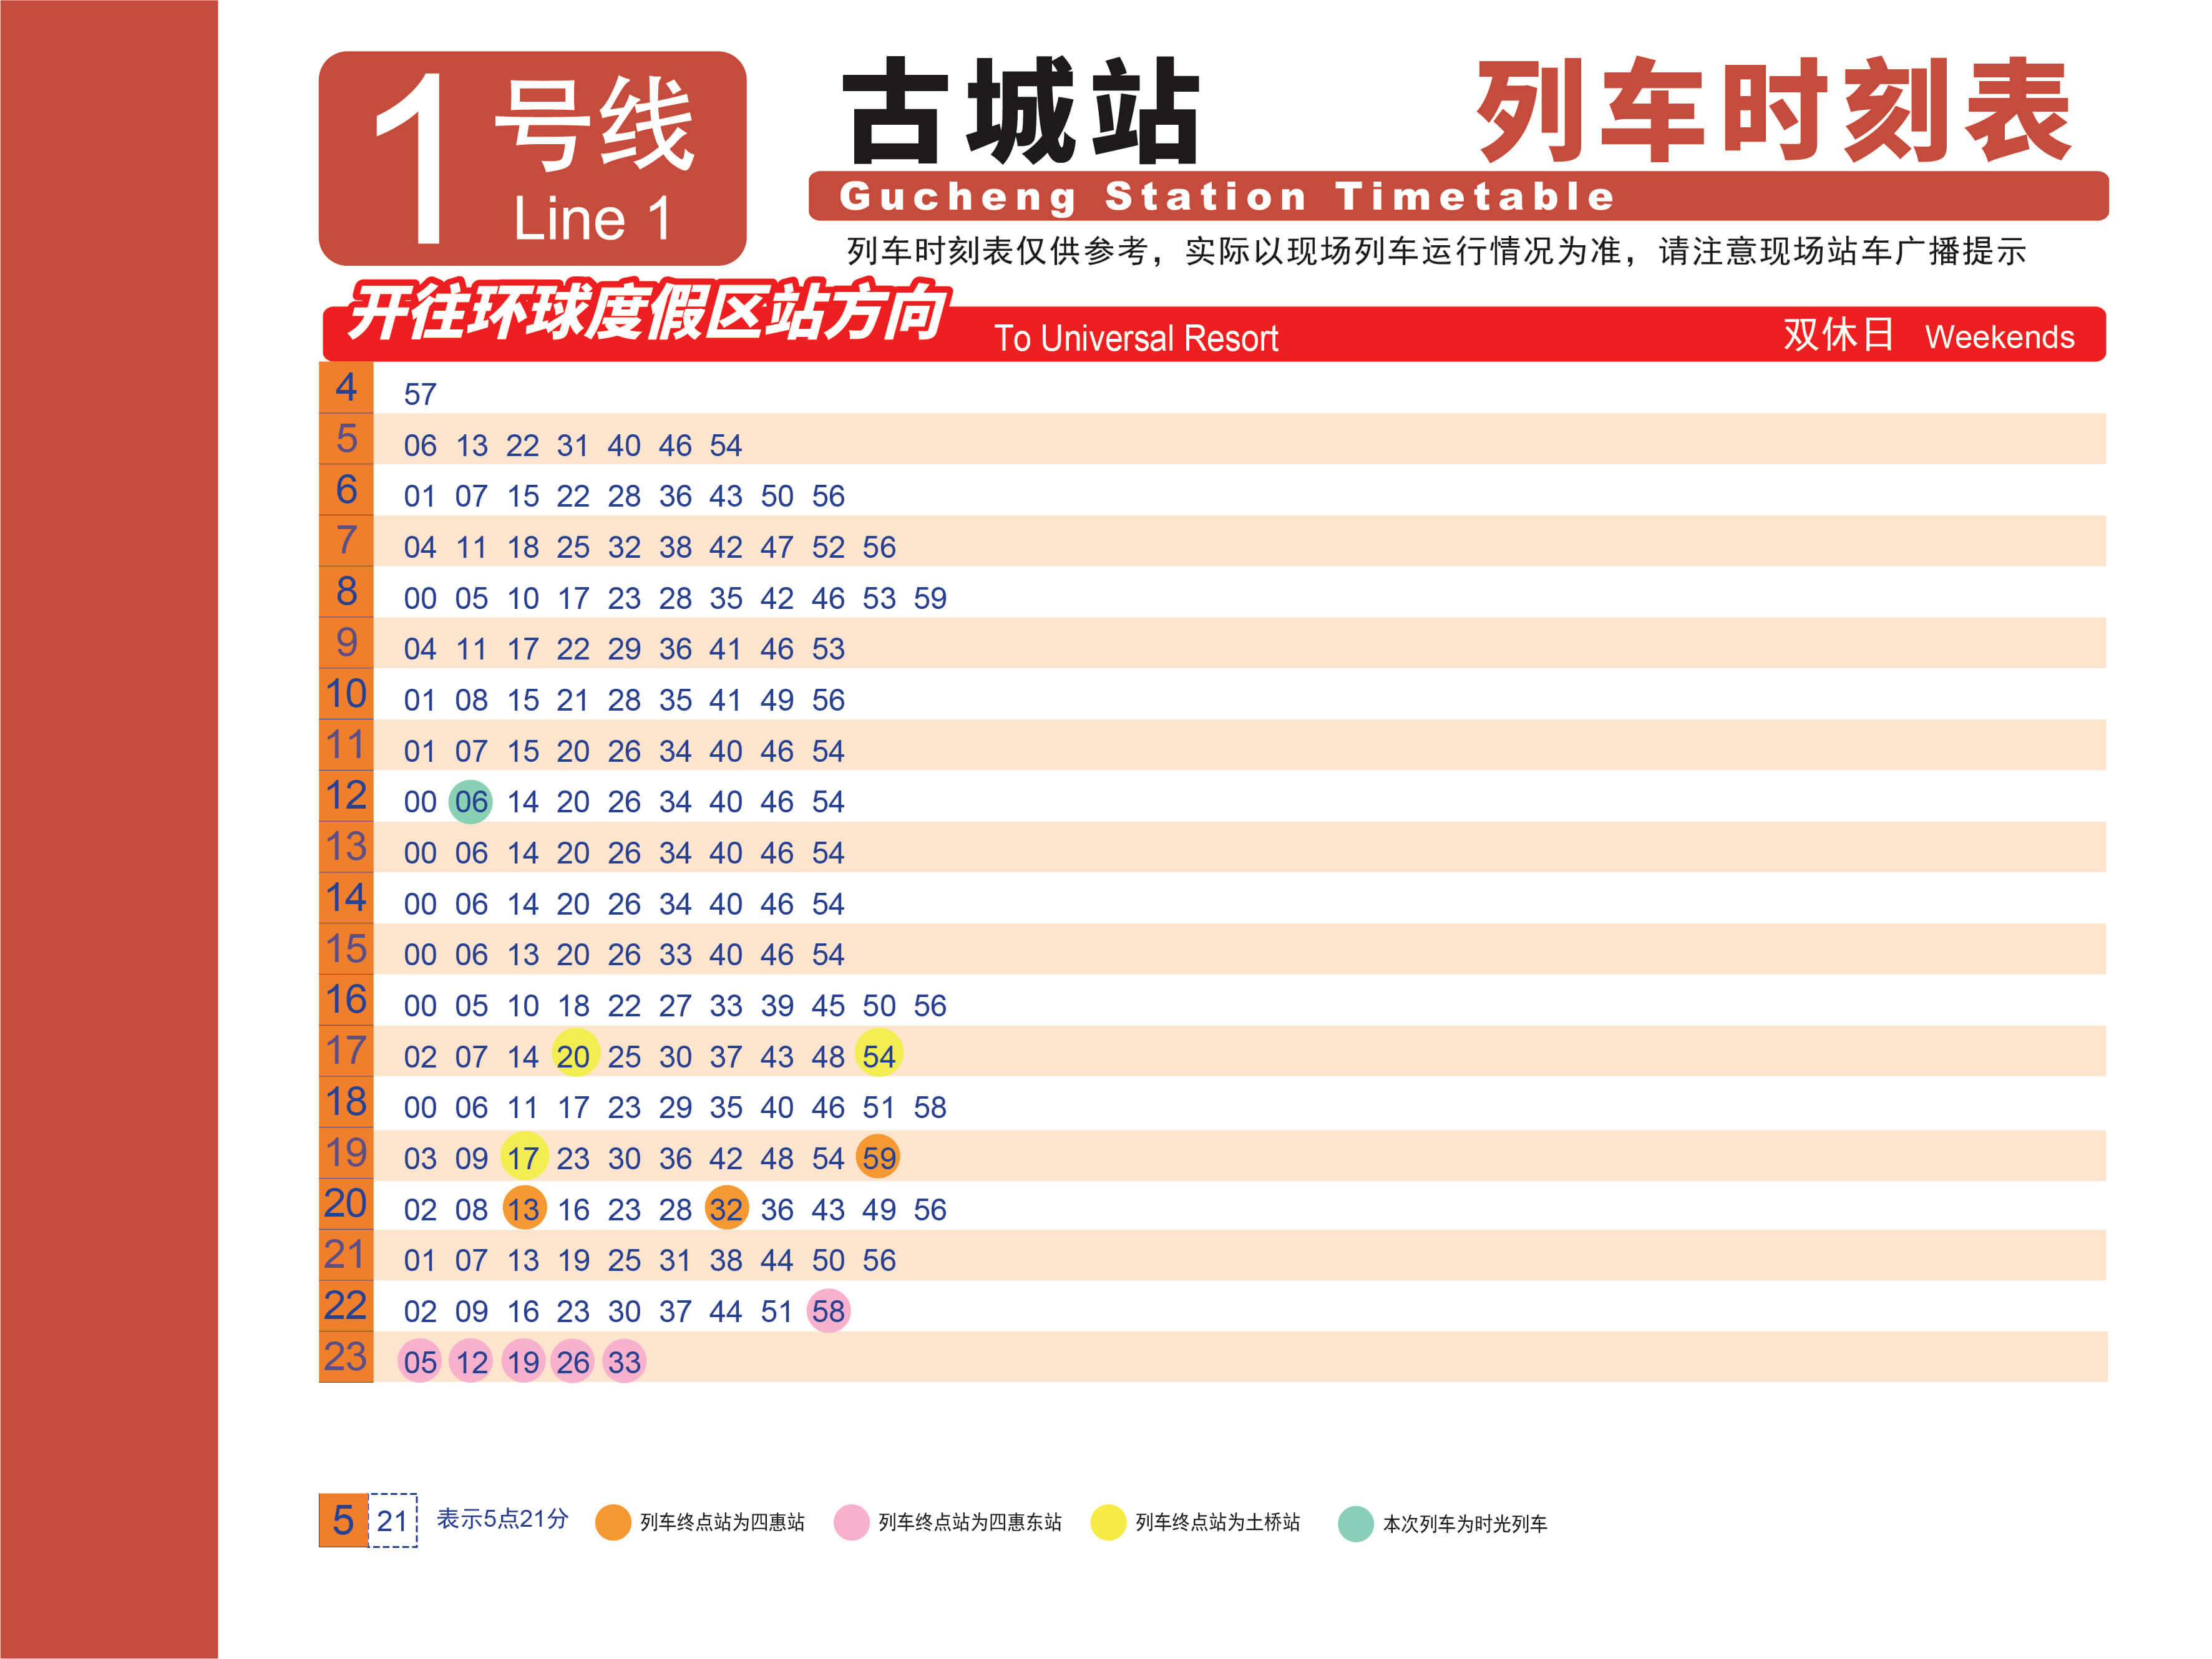 1号线
Line 1
古城站 列车时刻表
Gucheng Station Timetable
列车时刻表仅供参考，实际以现场列车运行情况为准，请注意现场站车广播提示
开往环球度假区站方向 To Universal Resort 双休日 Weekends
4 57
5 06 13 22 31 40 46 54
6 01 07 15 22 28 36 43 50 56
7 04 11 18 25 32 38 42 47 52 56
8 00 05 10 17 23 28 35 42 46 53 59
9 04 11 17 22 29 36 41 46 53
10 01 08 15 21 28 35 41 49 56
11 01 07 15 20 26 34 40 46 54
12 00 06 14 20 26 34 40 46 54
13 00 06 14 20 26 34 40 46 54
14 00 06 14 20 26 34 40 46 54
15 00 06 13 20 26 33 40 46 54
16 00 05 10 18 22 27 33 39 45 50 56
17 02 07 14 20 25 30 37 43 48 54
18 00 06 11 17 23 29 35 40 46 51 58
19 03 09 17 23 30 36 42 48 54 59
20 02 08 13 16 23 28 32 36 43 49 56
21 01 07 13 19 25 31 38 44 50 56
22 02 09 16 23 30 37 44 51 58
23 05 12 19 26 33
5 21 表示5点21分 列车终点站为四惠站 列车终点站为四惠东站 列车终点站为土桥站 本次列车为时光列车